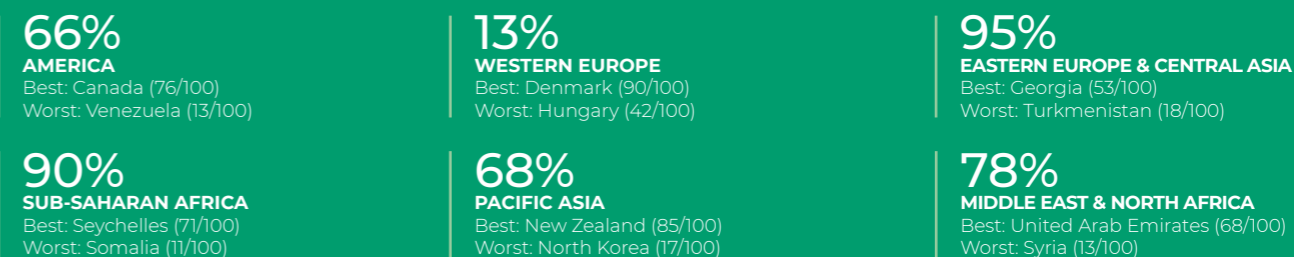 66%
AMERICA
Best: Canada (76/100)
Worst: Venezuela (13/100)
13%
WESTERN EUROPE
Best: Denmark (90/100)
Worst: Hungary (42/100)
95%
EASTERN EUROPE & CENTRAL ASIA
Best: Georgia (53/100)
Worst: Turkmenistan (18/100)
90%
SUB-SAHARAN AFRICA
Best: Seychelles (71/100)
Worst: Somalia (11/100)
68%
PACIFIC ASIA
Best: New Zealand (85/100)
Worst: North Korea (17/100)
78%
MIDDLE EAST & NORTH AFRICA
Best: United Arab Emirates (68/100)
Worst: Syria (13/100)